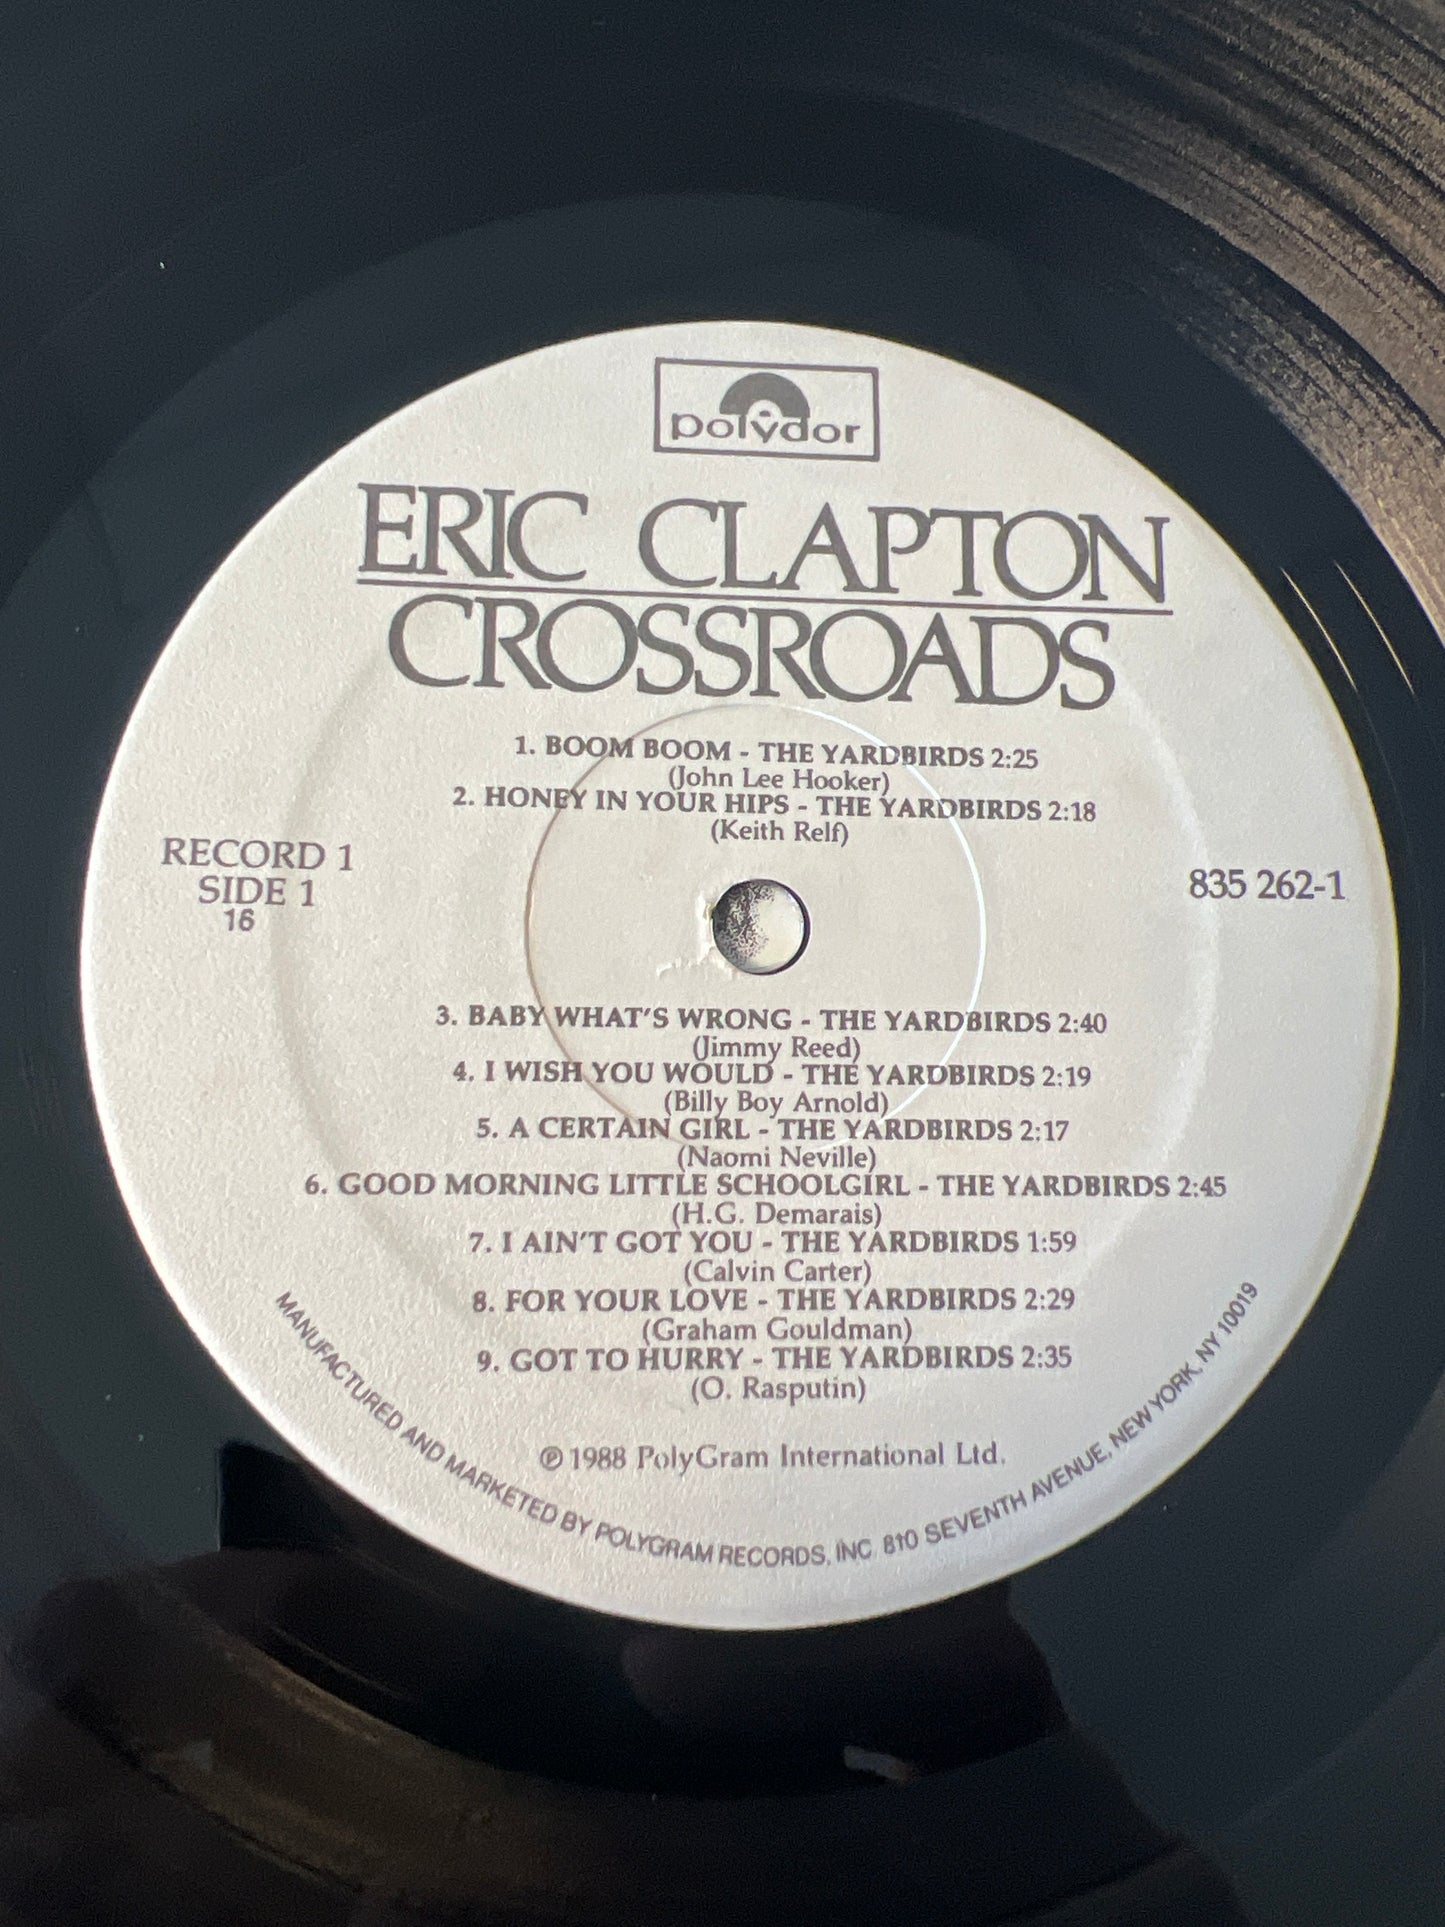 polydor
ERIC CLAPTON
CROSSROADS
1. BOOM BOOM - THE YARDBIRDS 2:25
(John Lee Hooker)
2. HONEY IN YOUR HIPS - THE YARDBIRDS 2:18
(Keith Relf)
RECORD 1
SIDE 1
16
835 262-1
3. BABY WHAT'S WRONG - THE YARDBIRDS 2:40
(Jimmy Reed)
4. I WISH YOU WOULD - THE YARDBIRDS 2:19
(Billy Boy Arnold)
5. A CERTAIN GIRL - THE YARDBIRDS 2:17
(Naomi Neville)
6. GOOD MORNING LITTLE SCHOOLGIRL - THE YARDBIRDS 2:45
(H.G. Demarais)
7. I AIN'T GOT YOU - THE YARDBIRDS 1:59
(Calvin Carter)
8. FOR YOUR LOVE - THE YARDBIRDS 2:29
(Graham Gouldman)
9. GOT TO HURRY - THE YARDBIRDS 2:35
(O. Rasputin)
℗ 1988 PolyGram International Ltd.
MANUFACTURED AND MARKETED BY POLYGRAM RECORDS, INC. 810 SEVENTH AVENUE, NEW YORK, NY 10019